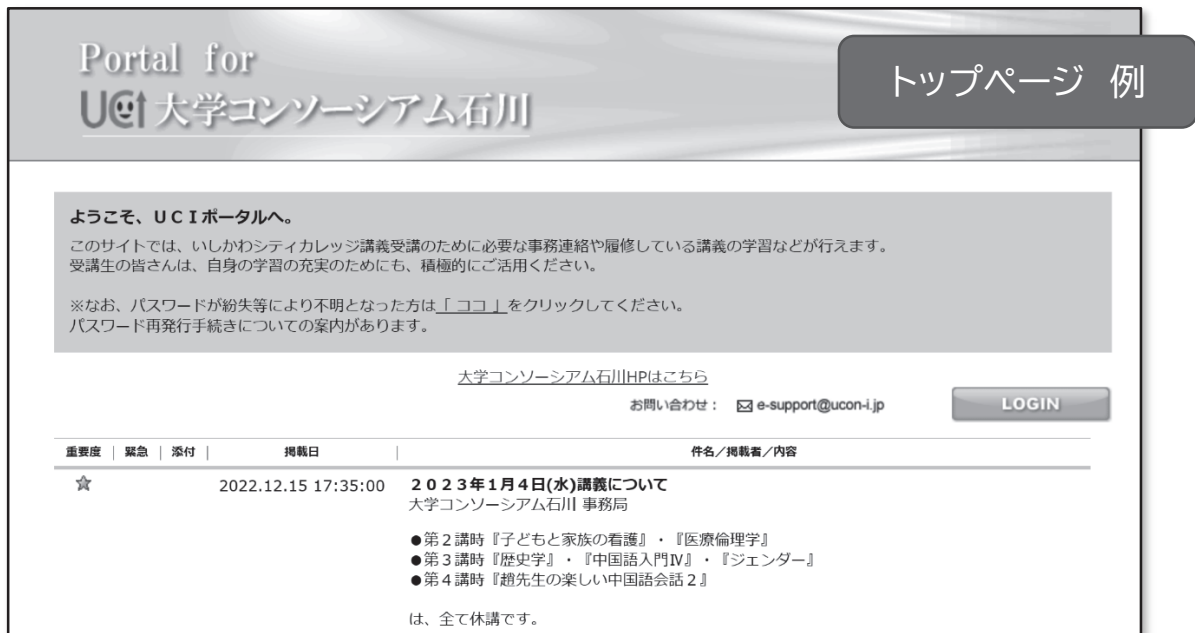 Portal for
UCI 大学コンソーシアム石川
トップページ 例
ようこそ、ＵＣＩポータルへ。
このサイトでは、いしかわシティカレッジ講義受講のために必要な事務連絡や履修している講義の学習などが行えます。
受講生の皆さんは、自身の学習の充実のためにも、積極的にご活用ください。
※なお、パスワードが紛失等により不明となった方は「 ココ 」をクリックしてください。
パスワード再発行手続きについての案内があります。
大学コンソーシアム石川HPはこちら
お問い合わせ： e-support@ucon-i.jp
LOGIN
重要度 | 緊急 | 添付 | 掲載日 | 件名／掲載者／内容
2022.12.15 17:35:00 ２０２３年１月４日(水)講義について
大学コンソーシアム石川 事務局
●第２講時『子どもと家族の看護』・『医療倫理学』
●第３講時『歴史学』・『中国語入門Ⅳ』・『ジェンダー』
●第４講時『趙先生の楽しい中国語会話２』
は、全て休講です。